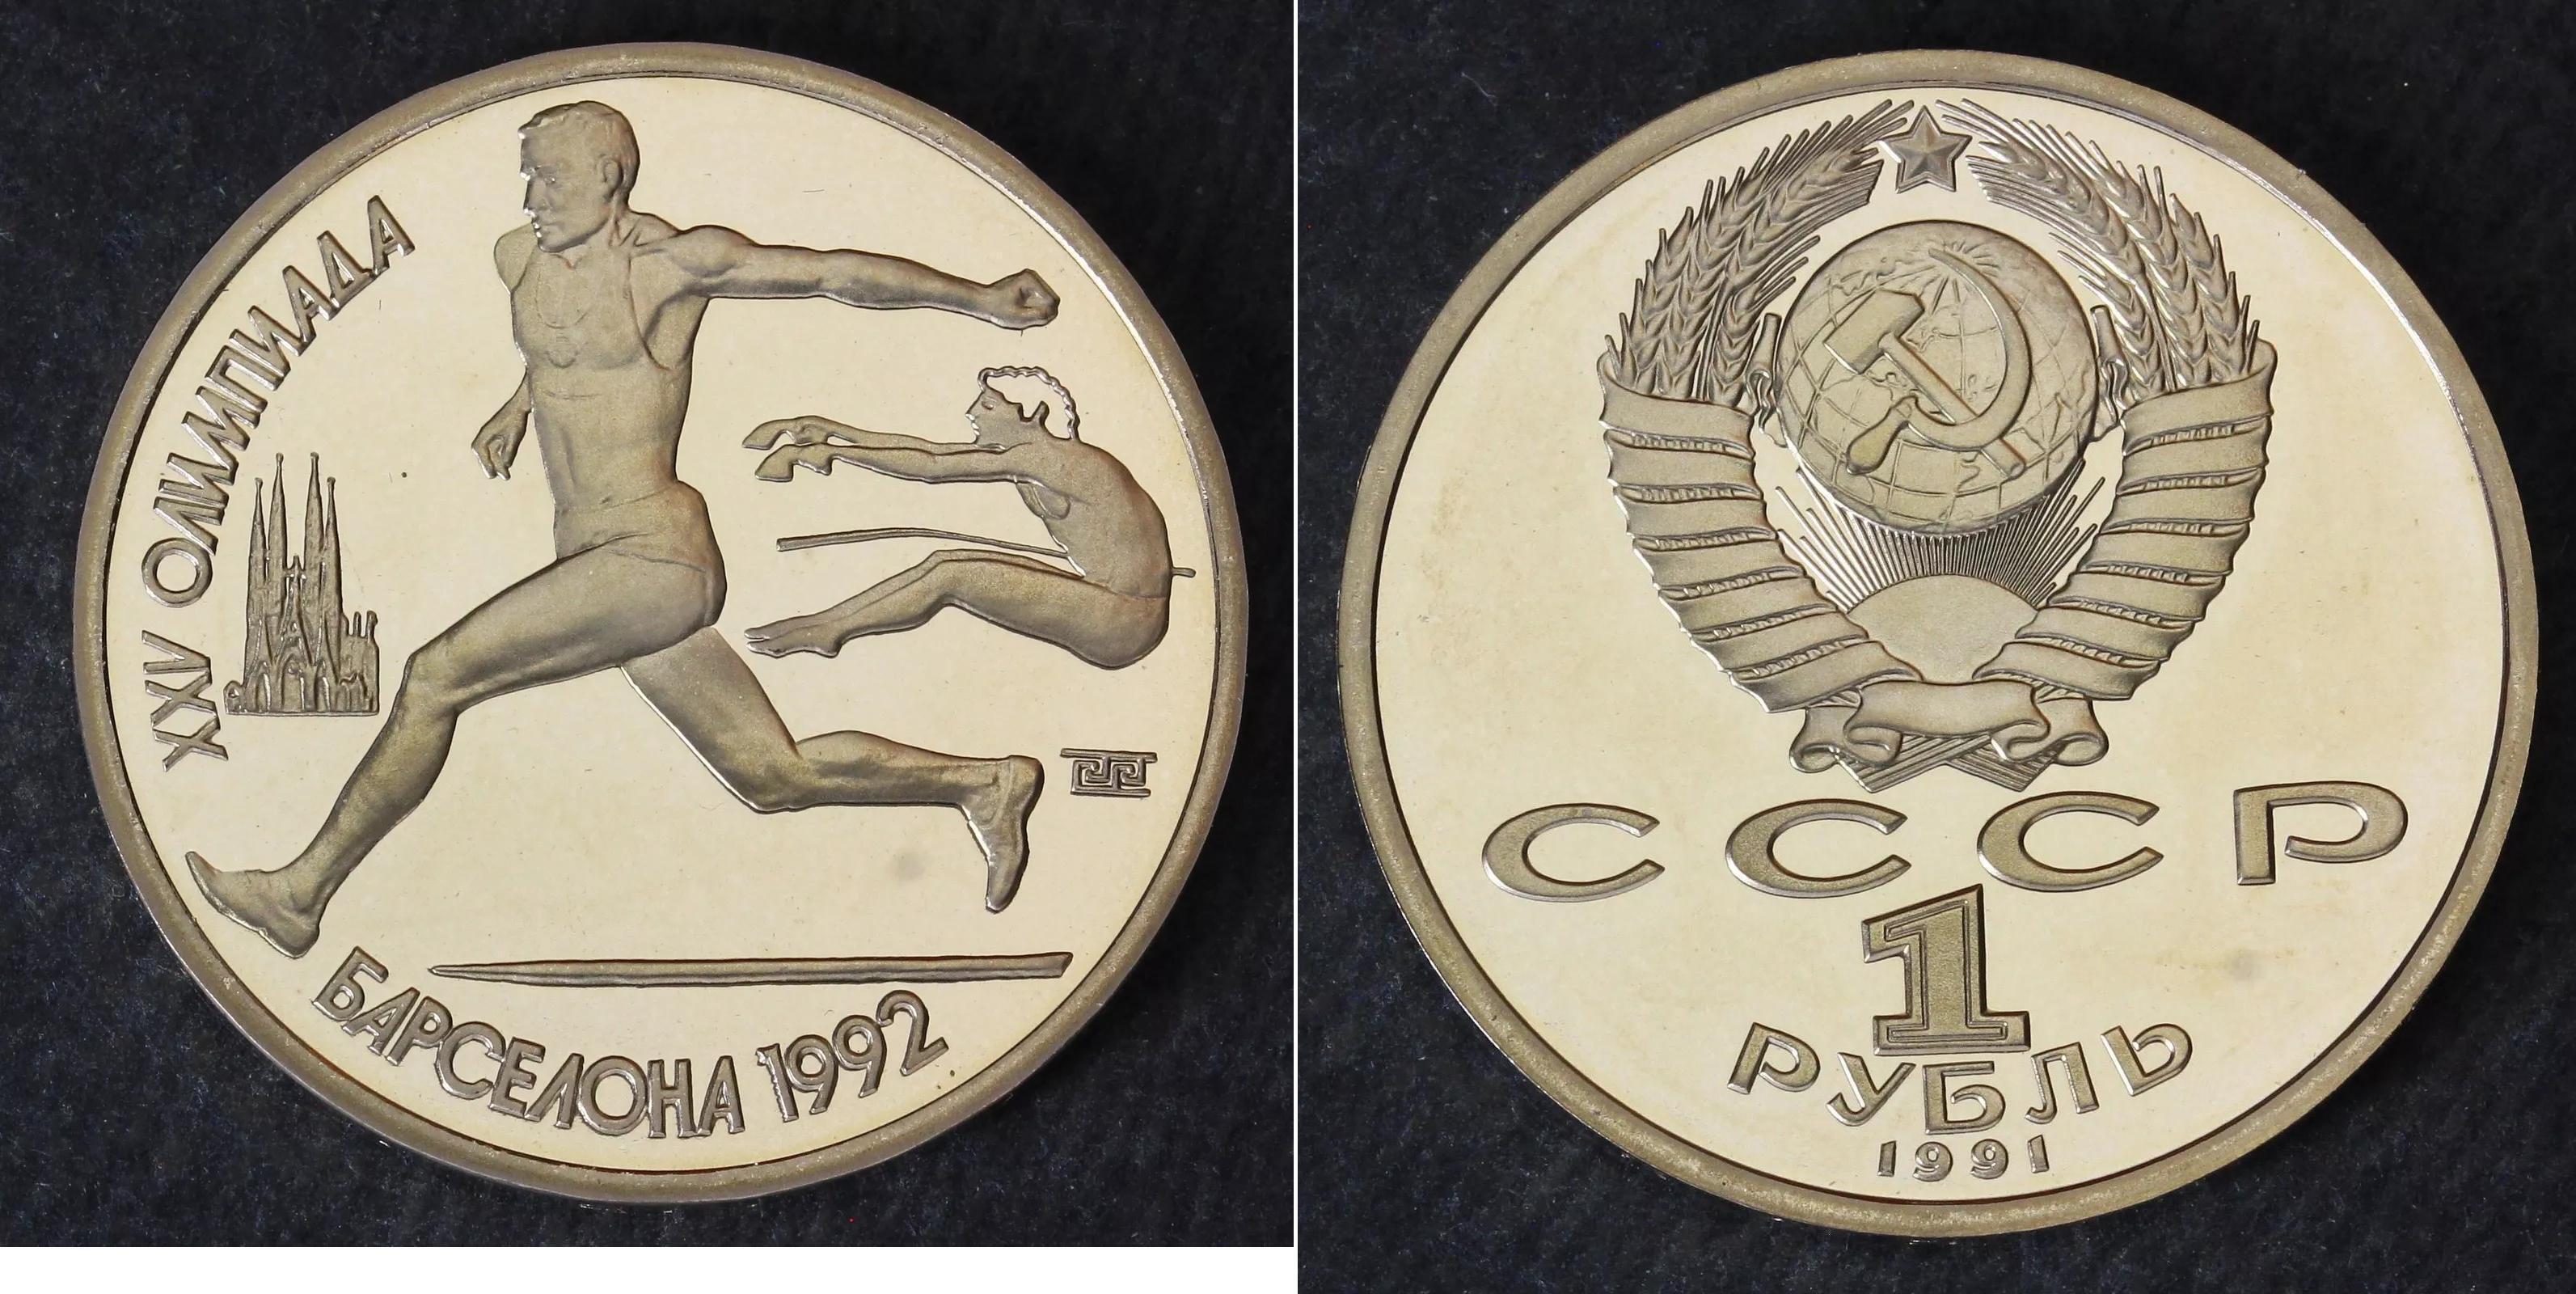 XXV ОЛИМПИАДА
БАРСЕЛОНА 1992
СССР
1
РУБЛЬ
1991